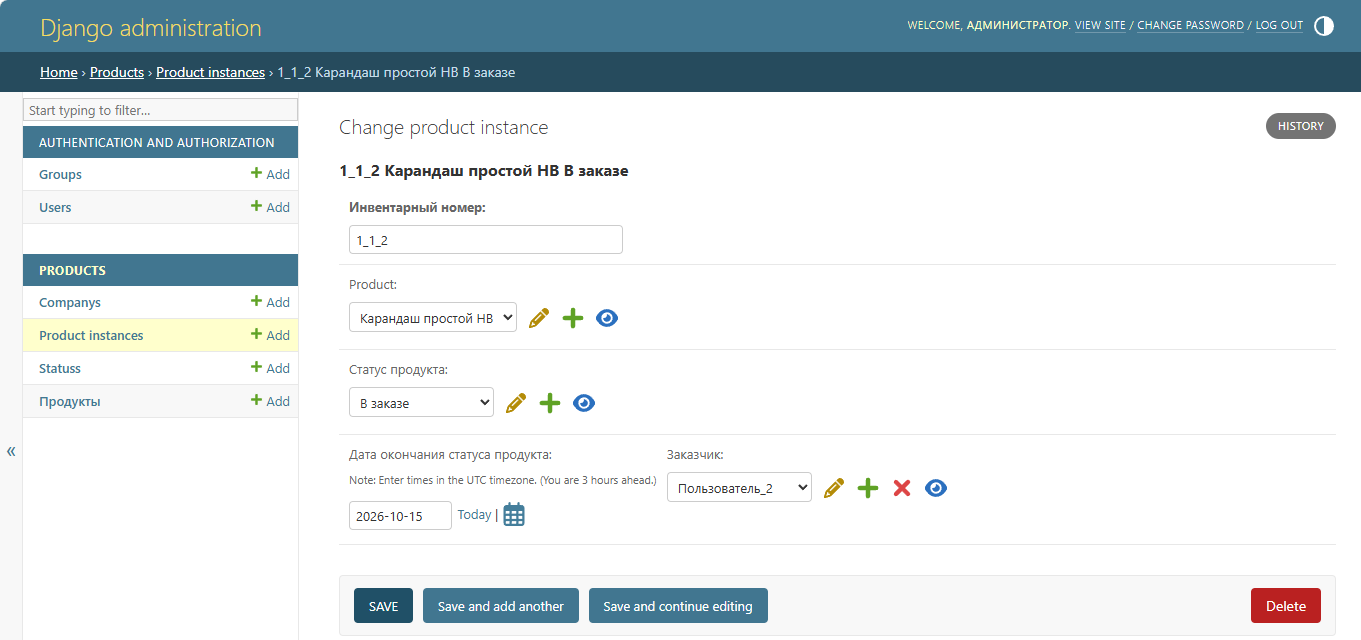 Django administration
WELCOME, АДМИНИСТРАТОР. VIEW SITE / CHANGE PASSWORD / LOG OUT
Home › Products › Product instances › 1_1_2 Карандаш простой HB В заказе
Start typing to filter...
AUTHENTICATION AND AUTHORIZATION
Groups + Add
Users + Add
PRODUCTS
Companys + Add
Product instances + Add
Statuss + Add
Продукты + Add
«
Change product instance
HISTORY
1_1_2 Карандаш простой HB В заказе
Инвентарный номер:
1_1_2
Product:
Карандаш простой HB
Статус продукта:
В заказе
Дата окончания статуса продукта:
Note: Enter times in the UTC timezone. (You are 3 hours ahead.)
2026-10-15 Today |
Заказчик:
Пользователь_2
SAVE Save and add another Save and continue editing Delete